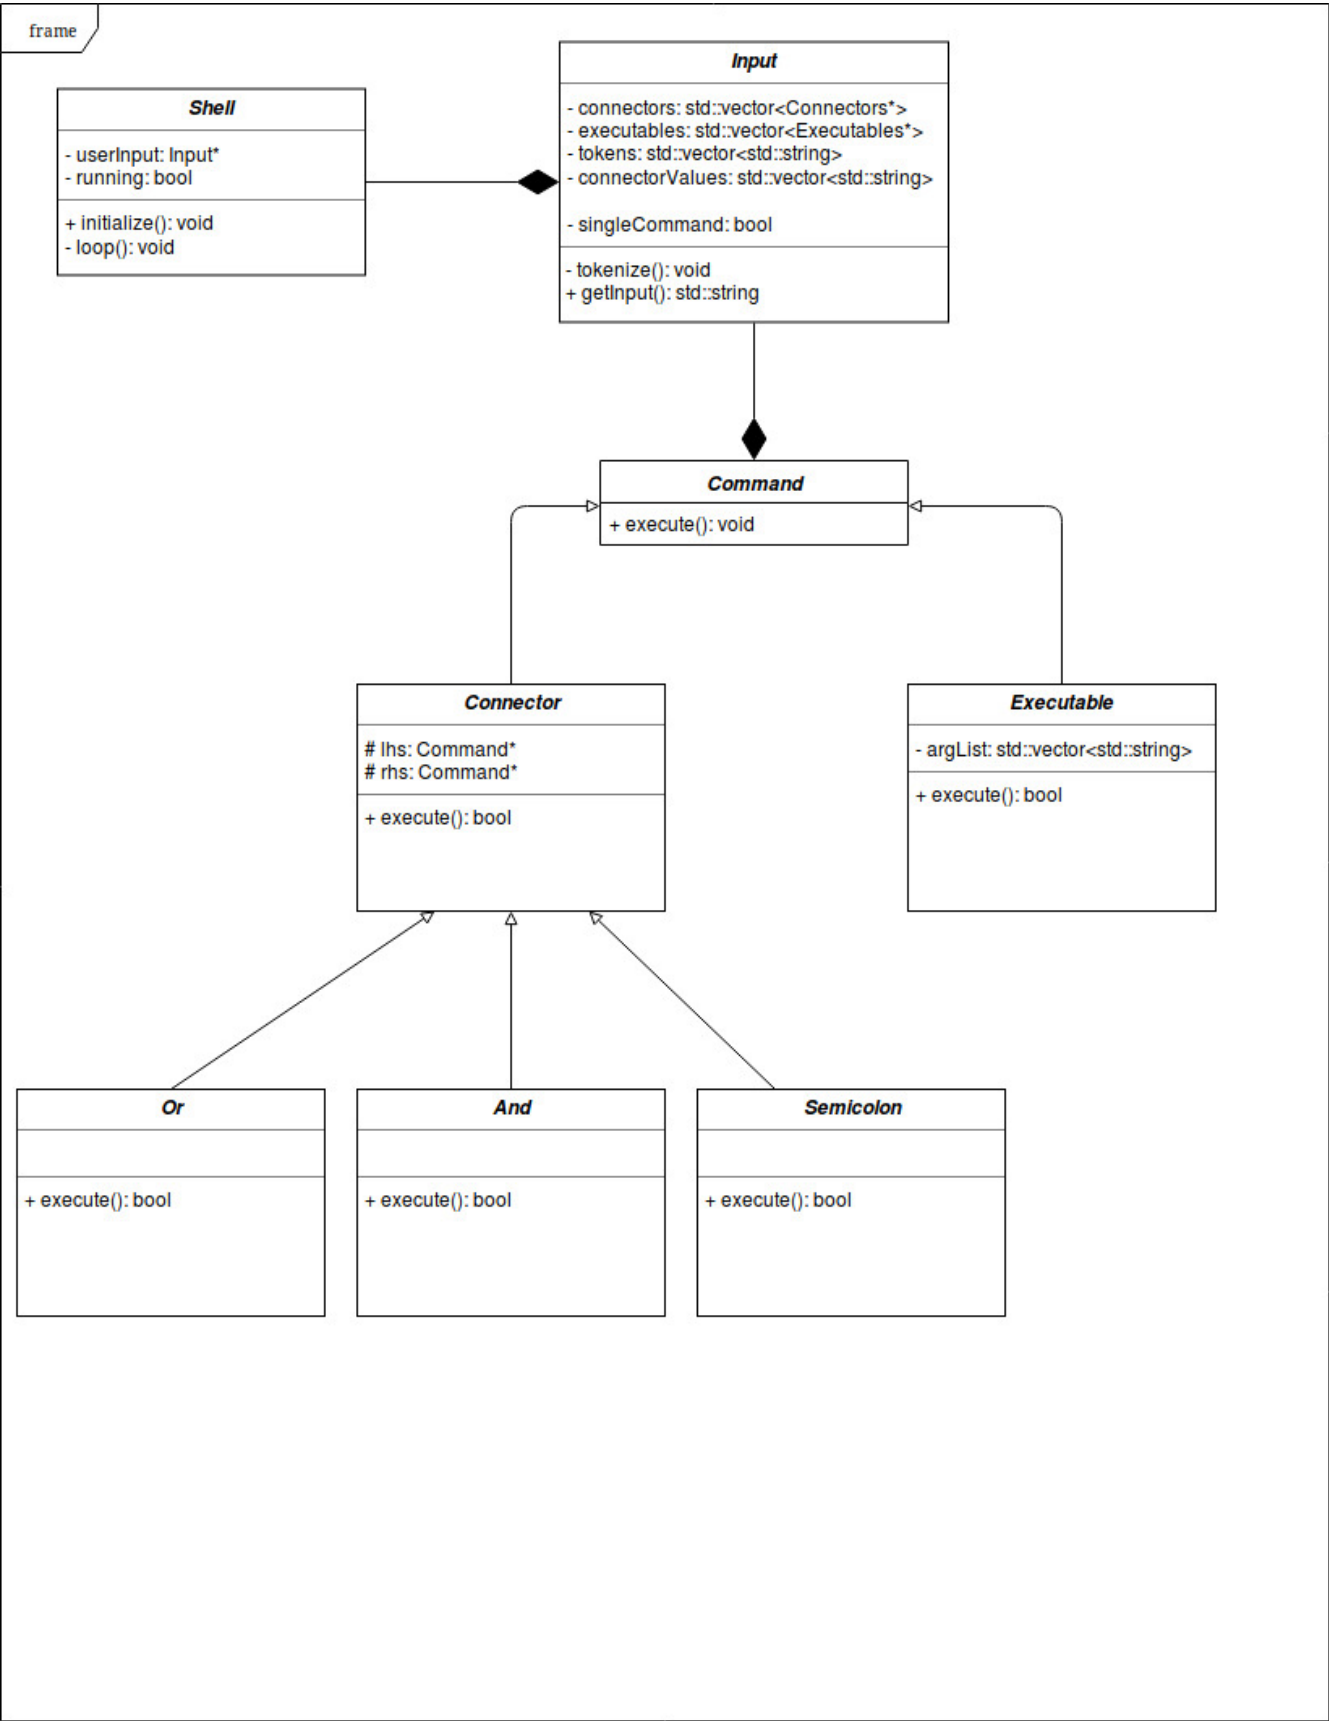 frame
Shell
- userInput: Input*
- running: bool
+ initialize(): void
- loop(): void
Input
- connectors: std::vector<Connectors*>
- executables: std::vector<Executables*>
- tokens: std::vector<std::string>
- connectorValues: std::vector<std::string>
- singleCommand: bool
- tokenize(): void
+ getInput(): std::string
Command
+ execute(): void
Connector
# lhs: Command*
# rhs: Command*
+ execute(): bool
Executable
- argList: std::vector<std::string>
+ execute(): bool
Or
+ execute(): bool
And
+ execute(): bool
Semicolon
+ execute(): bool